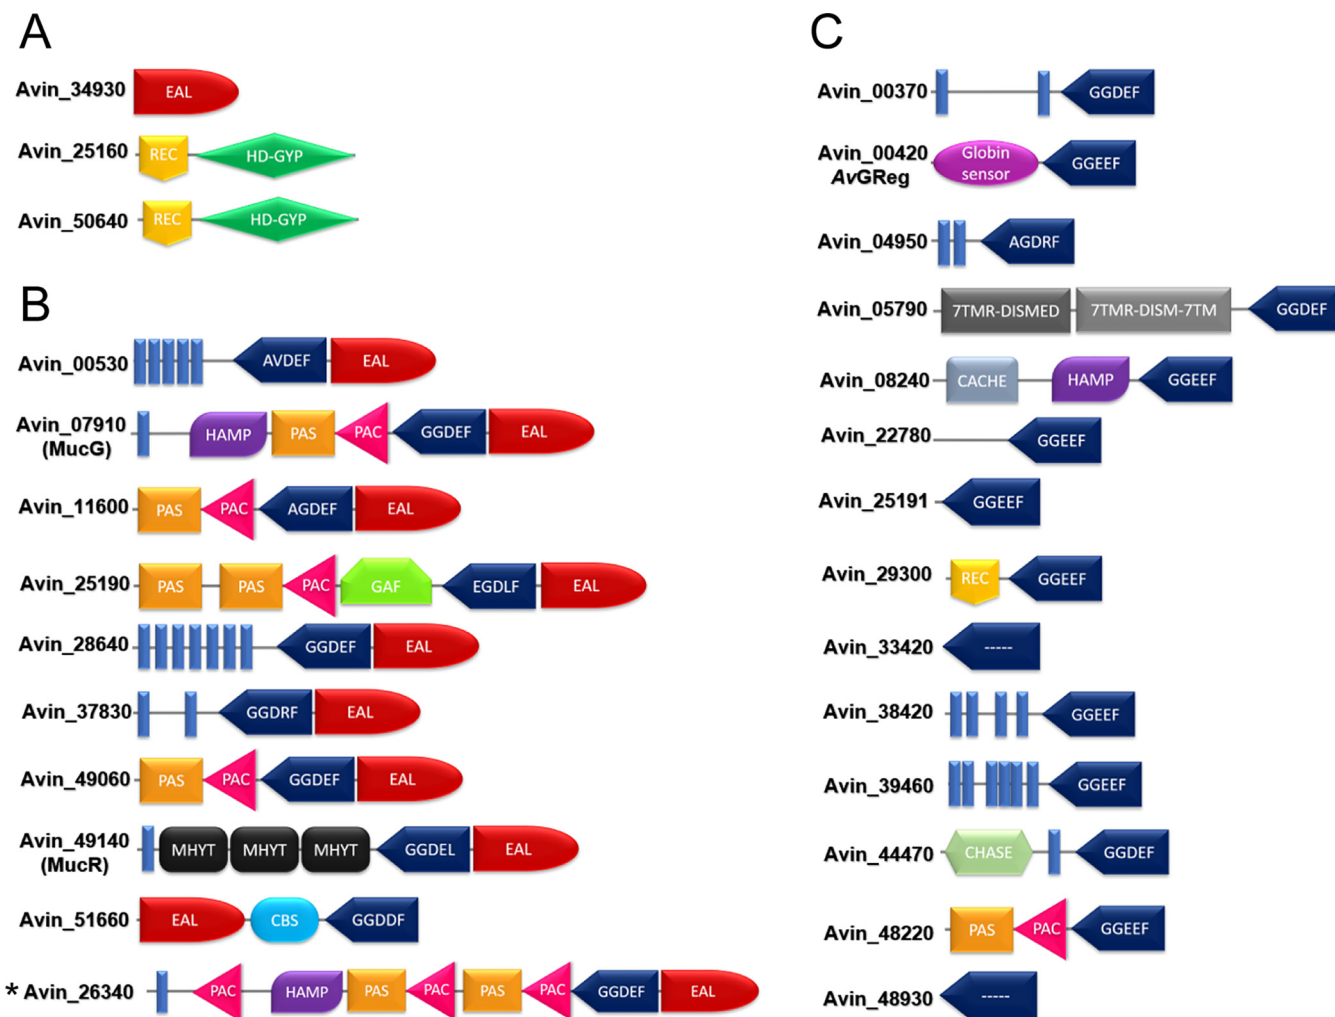 A
Avin_34930 EAL
Avin_25160 REC HD-GYP
Avin_50640 REC HD-GYP
B
Avin_00530 AVDEF EAL
Avin_07910 HAMP PAS PAC GGDEF EAL
(MucG)
Avin_11600 PAS PAC AGDEF EAL
Avin_25190 PAS PAS PAC GAF EGDLF EAL
Avin_28640 GGDEF EAL
Avin_37830 GGDRF EAL
Avin_49060 PAS PAC GGDEF EAL
Avin_49140 MHYT MHYT MHYT GGDEL EAL
(MucR)
Avin_51660 EAL CBS GGDDF
* Avin_26340 PAC HAMP PAS PAC PAS PAC GGDEF EAL
C
Avin_00370 GGDEF
Avin_00420 Globin GGEEF
AvGReg sensor
Avin_04950 AGDRF
Avin_05790 7TMR-DISMED 7TMR-DISM-7TM GGDEF
Avin_08240 CACHE HAMP GGEEF
Avin_22780 GGEEF
Avin_25191 GGEEF
Avin_29300 REC GGEEF
Avin_33420 -----
Avin_38420 GGEEF
Avin_39460 GGEEF
Avin_44470 CHASE GGDEF
Avin_48220 PAS PAC GGEEF
Avin_48930 -----